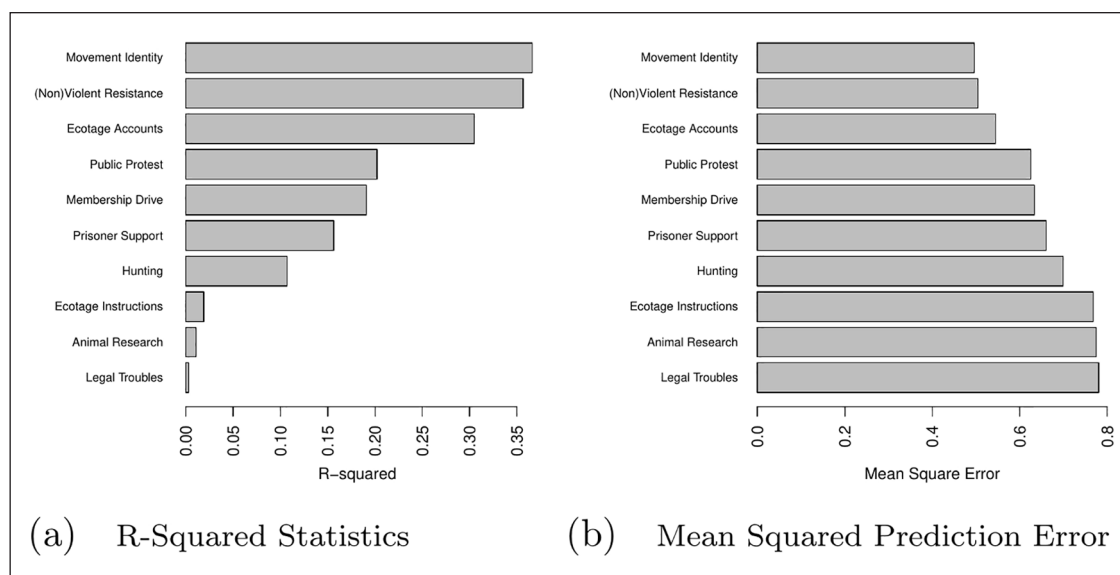 Movement Identity
(Non)Violent Resistance
Ecotage Accounts
Public Protest
Membership Drive
Prisoner Support
Hunting
Ecotage Instructions
Animal Research
Legal Troubles
0.00 0.05 0.10 0.15 0.20 0.25 0.30 0.35
R−squared
(a) R-Squared Statistics
Movement Identity
(Non)Violent Resistance
Ecotage Accounts
Public Protest
Membership Drive
Prisoner Support
Hunting
Ecotage Instructions
Animal Research
Legal Troubles
0.0 0.2 0.4 0.6 0.8
Mean Square Error
(b) Mean Squared Prediction Error